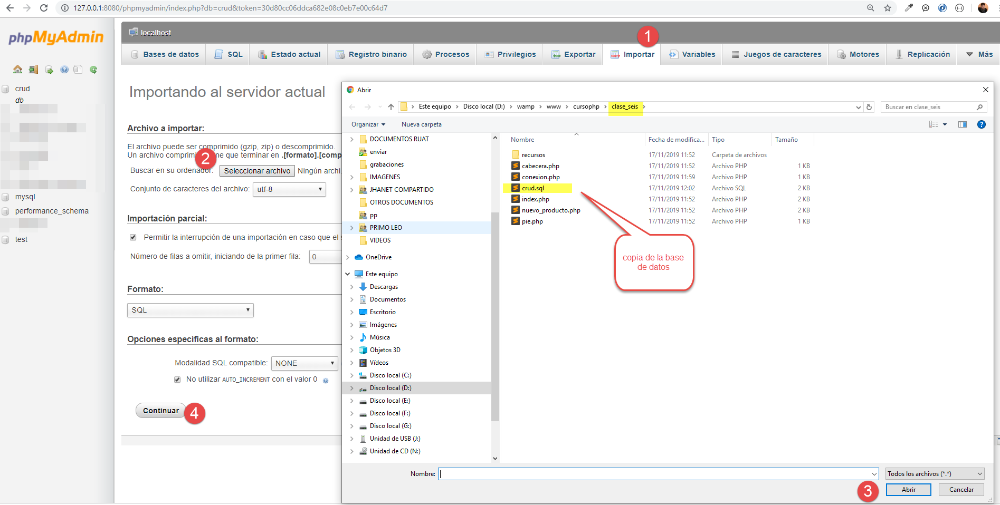 127.0.0.1:8080/phpmyadmin/index.php?db=crud&token=30d80cc06ddca682e08c0eb7e00c64d7
phpMyAdmin
crud
db
mysql
performance_schema
test
localhost
1
Bases de datos SQL Estado actual Registro binario Procesos Privilegios Exportar Importar Variables Juegos de caracteres Motores Replicación Más
Importando al servidor actual
Archivo a importar:
El archivo puede ser comprimido (gzip, zip) o descomprimido.
Un archivo comprimi ne que terminar en .[formato].[comp
2
Buscar en su ordenador: Seleccionar archivo Ningún archi.
Conjunto de caracteres del archivo: utf-8
Importación parcial:
Permitir la interrupción de una importación en caso que el s
Número de filas a omitir, iniciando de la primer fila: 0
Formato:
SQL
Opciones específicas al formato:
Modalidad SQL compatible: NONE
No utilizar AUTO_INCREMENT con el valor 0
Continuar
4
Abrir
Este equipo Disco local (D:) wamp www cursophp clase_seis
Buscar en clase_seis
Organizar Nueva carpeta
DOCUMENTOS RUAT
enviar
grabaciones
IMAGENES
JHANET COMPARTIDO
OTROS DOCUMENTOS
pp
PRIMO LEO
VIDEOS
OneDrive
Este equipo
Descargas
Documentos
Escritorio
Imágenes
Música
Objetos 3D
Vídeos
Disco local (C:)
Disco local (D:)
Disco local (E:)
Disco local (F:)
Disco local (G:)
Unidad de USB (J:)
Unidad de CD (N:)
Nombre Fecha de modifica... Tipo Tamaño
recursos 17/11/2019 11:52 Carpeta de archivos
cabecera.php 17/11/2019 11:52 Archivo PHP 1 KB
conexion.php 17/11/2019 11:59 Archivo PHP 1 KB
crud.sql 17/11/2019 12:02 Archivo SQL 2 KB
index.php 17/11/2019 11:52 Archivo PHP 2 KB
nuevo_producto.php 17/11/2019 11:52 Archivo PHP 2 KB
pie.php 17/11/2019 11:52 Archivo PHP 1 KB
copia de la base
de datos
Nombre: Todos los archivos (*.*)
3
Abrir Cancelar